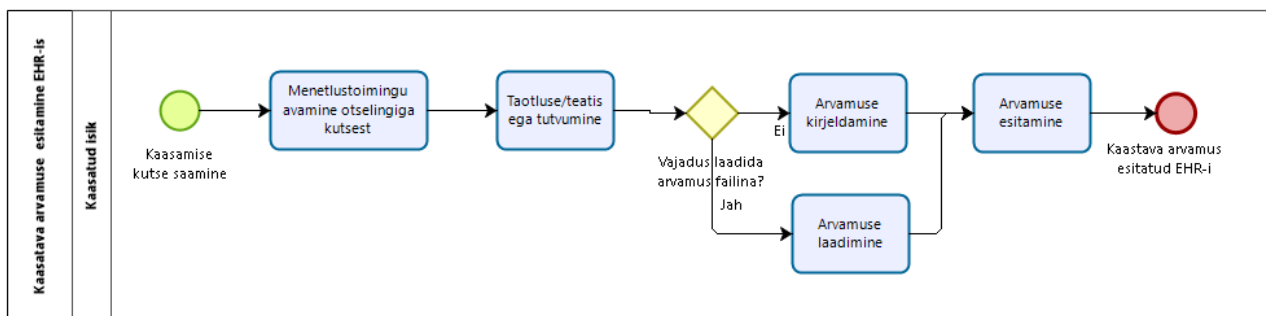 Kaasatava arvamuse esitamine EHR-is
Kaasatud isik
Kaasamise
kutse saamine
Menetlustoimingu
avamine otselingiga
kutsest
Taotluse/teatis
ega tutvumine
Vajadus laadida
arvamus failina?
Ei
Jah
Arvamuse
kirjeldamine
Arvamuse
laadimine
Arvamuse
esitamine
Kaastava arvamus
esitatud EHR-i